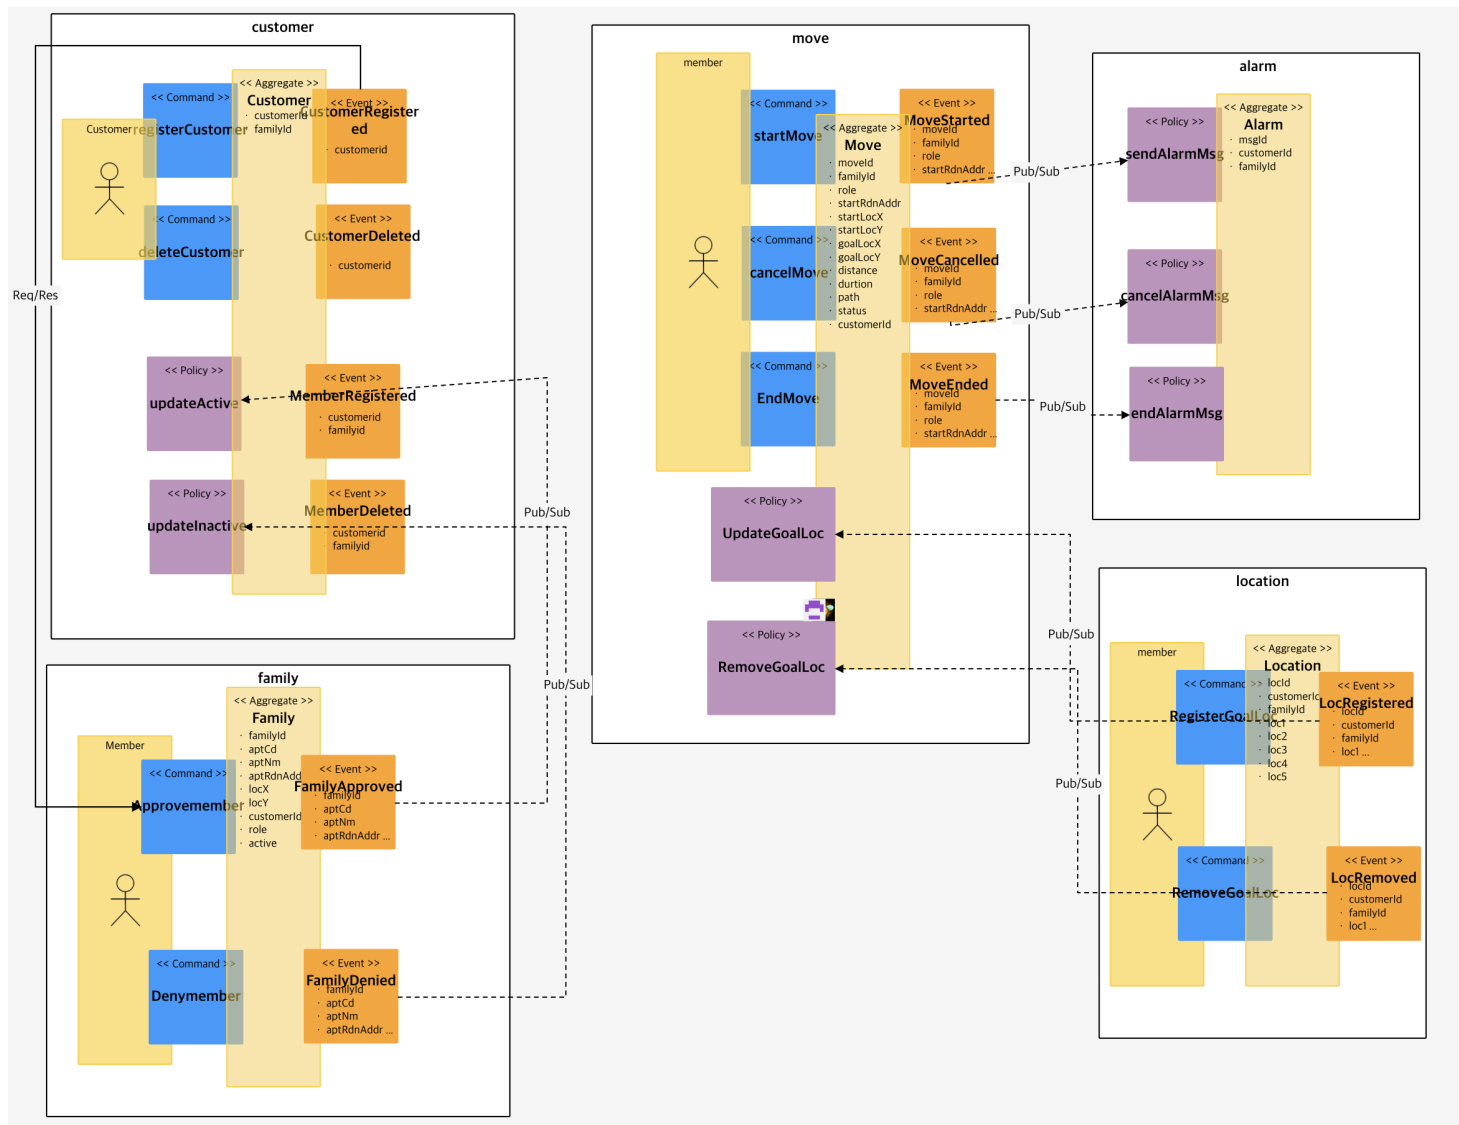 customer
<< Command >>
registerCustomer
Customer
<< Aggregate >>
Customer
· customerId
· familyId
<< Event >>
CustomerRegister
ed
· customerid
<< Command >>
deleteCustomer
<< Event >>
CustomerDeleted
· customerid
Req/Res
<< Policy >>
updateActive
<< Event >>
MemberRegistered
· customerid
· familyid
<< Policy >>
updateInactive
<< Event >>
MemberDeleted
customerid
familyid
Pub/Sub
Pub/Sub
family
Member
<< Command >>
Approvemember
<< Aggregate >>
Family
· familyId
· aptCd
· aptNm
· aptRdnAdd
· locX
· locY
· customerId
· role
· active
<< Event >>
FamilyApproved
· familyId
· aptCd
· aptNm
· aptRdnAddr ...
<< Command >>
Denymember
<< Event >>
FamilyDenied
· familyId
· aptCd
· aptNm
· aptRdnAddr ...
move
member
<< Command >>
startMove
<< Aggregate >>
Move
· moveId
· familyId
· role
· startRdnAddr
· startLocX
· startLocY
· goalLocX
· goalLocY
· distance
· durtion
· path
· status
· customerId
<< Event >>
MoveStarted
· moveId
· familyId
· role
· startRdnAddr ...
Pub/Sub
<< Command >>
cancelMove
<< Event >>
MoveCancelled
· moveId
· familyId
· role
· startRdnAddr ...
Pub/Sub
<< Command >>
EndMove
<< Event >>
MoveEnded
· moveId
· familyId
· role
· startRdnAddr ...
Pub/Sub
<< Policy >>
UpdateGoalLoc
<< Policy >>
RemoveGoalLoc
alarm
<< Policy >>
sendAlarmMsg
<< Aggregate >>
Alarm
· msgId
· customerId
· familyId
<< Policy >>
cancelAlarmMsg
<< Policy >>
endAlarmMsg
Pub/Sub
Pub/Sub
location
member
<< Command >>
RegisterGoalLoc
<< Aggregate >>
Location
· locId
· customerId
· familyId
· loc1
· loc2
· loc3
· loc4
· loc5
<< Event >>
LocRegistered
· locId
· customerId
· familyId
· loc1 ...
<< Command >>
RemoveGoalLoc
<< Event >>
LocRemoved
· locId
· customerId
· familyId
· loc1 ...